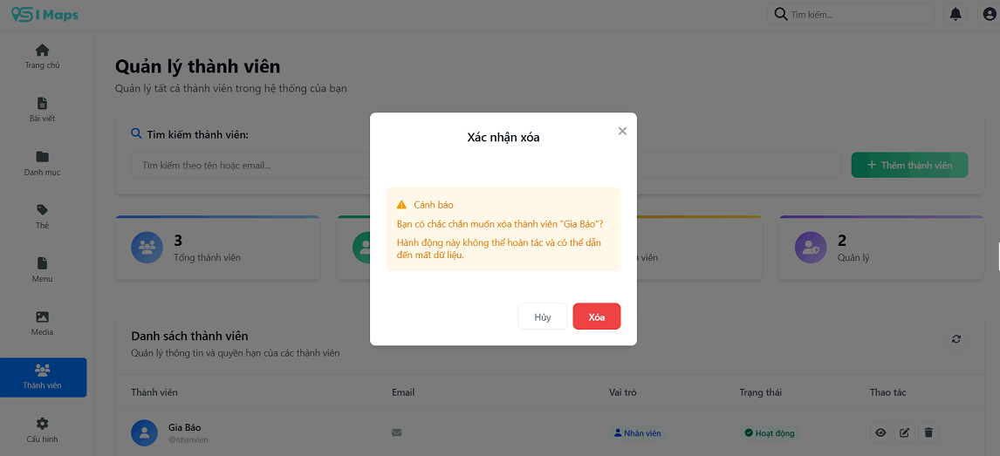 SI Maps
Tìm kiếm...
Trang chủ
Bài viết
Danh mục
Thẻ
Menu
Media
Thành viên
Cấu hình
Quản lý thành viên
Quản lý tất cả thành viên trong hệ thống của bạn
Tìm kiếm thành viên:
Tìm kiếm theo tên hoặc email...
+ Thêm thành viên
3
Tổng thành viên
viên
2
Quản lý
Xác nhận xóa
Cảnh báo
Bạn có chắc chắn muốn xóa thành viên "Gia Bảo"?
Hành động này không thể hoàn tác và có thể dẫn
đến mất dữ liệu.
Hủy
Xóa
Danh sách thành viên
Quản lý thông tin và quyền hạn của các thành viên
Thành viên Email Vai trò Trạng thái Thao tác
Gia Bảo
@nhanvien
Nhân viên
Hoạt động